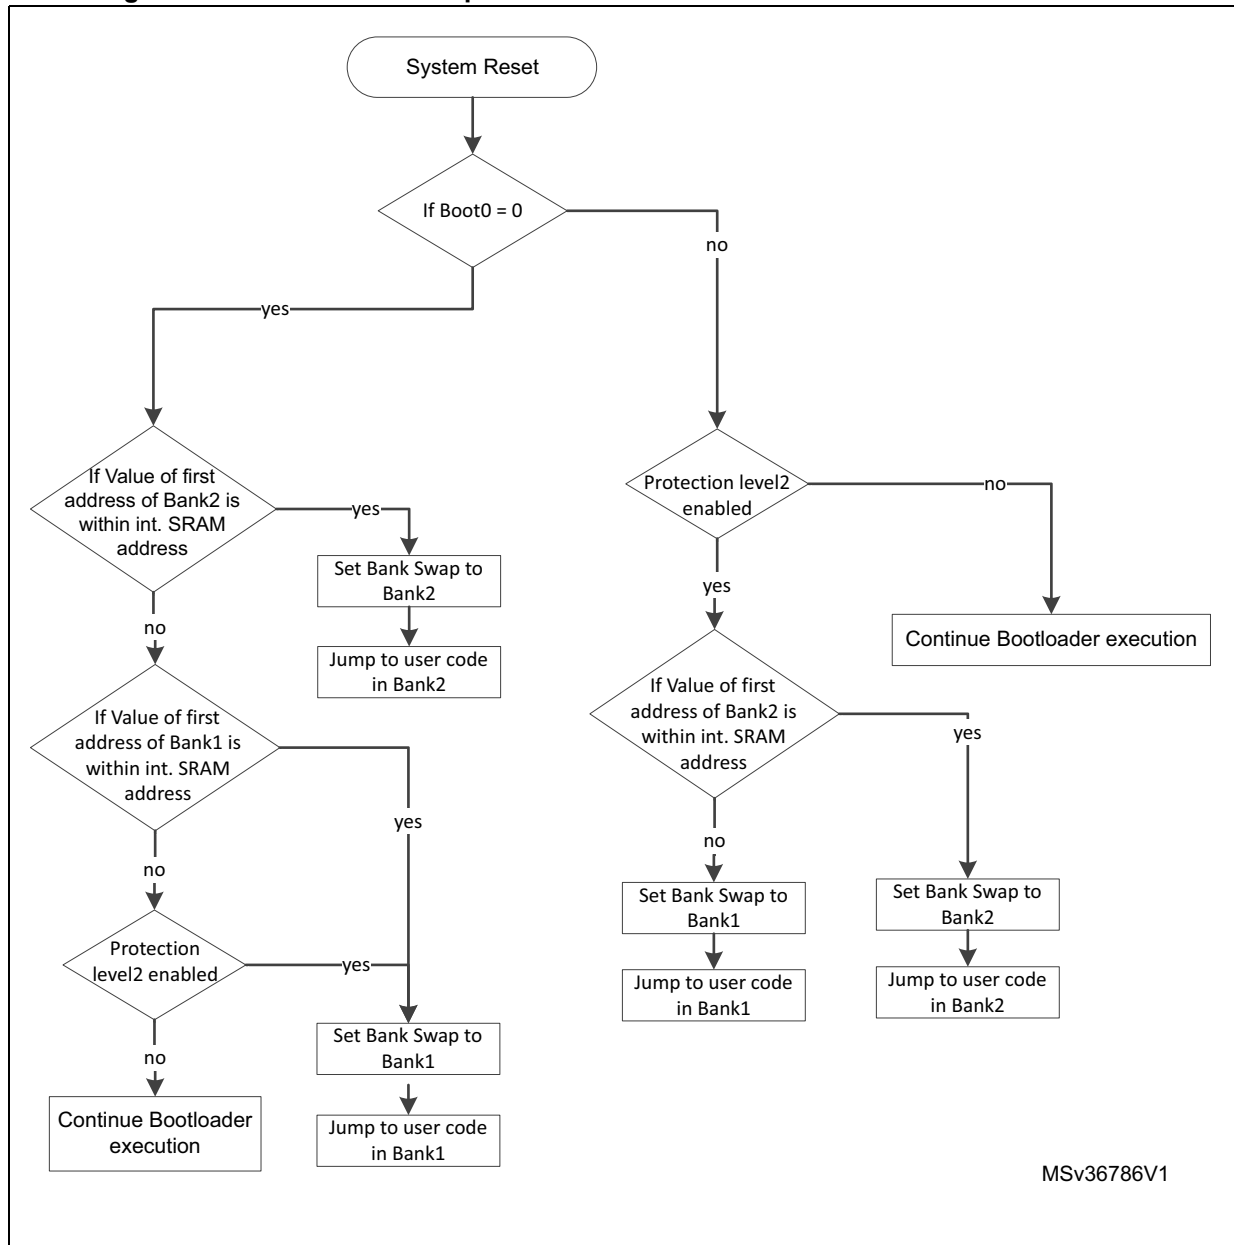 System Reset
If Boot0 = 0
no
yes
If Value of first
address of Bank2 is
within int. SRAM
address
yes
Set Bank Swap to
Bank2
Jump to user code
in Bank2
no
If Value of first
address of Bank1 is
within int. SRAM
address
yes
no
Protection
level2 enabled
yes
Set Bank Swap to
Bank1
Jump to user code
in Bank1
no
Continue Bootloader
execution
Protection level2
enabled
no
Continue Bootloader execution
yes
If Value of first
address of Bank2 is
within int. SRAM
address
yes
no
Set Bank Swap to
Bank1
Jump to user code
in Bank1
Set Bank Swap to
Bank2
Jump to user code
in Bank2
MSv36786V1